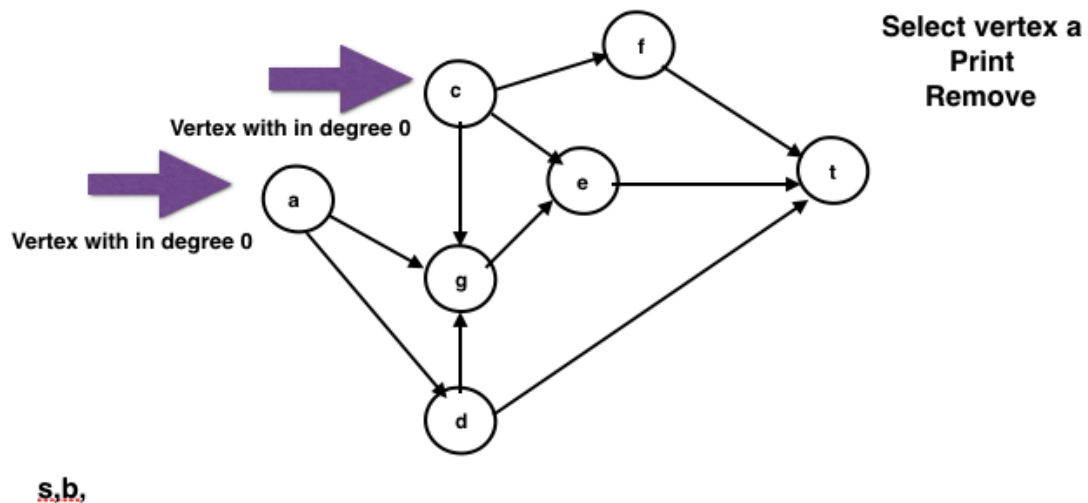 f
Select vertex a
Print
Remove
c
Vertex with in degree 0
t
e
a
Vertex with in degree 0
g
d
s,b,